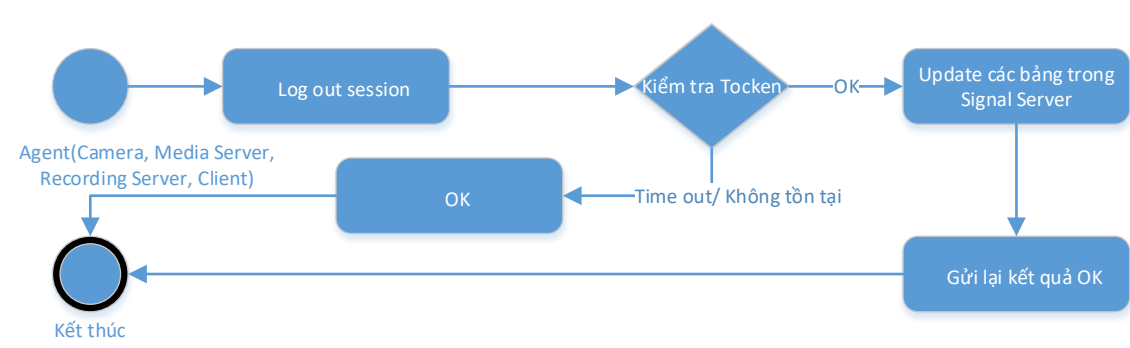 Log out session
Kiểm tra Tocken
OK
Update các bảng trong
Signal Server
Agent(Camera, Media Server,
Recording Server, Client)
OK
Time out/ Không tồn tại
Gửi lại kết quả OK
Kết thúc